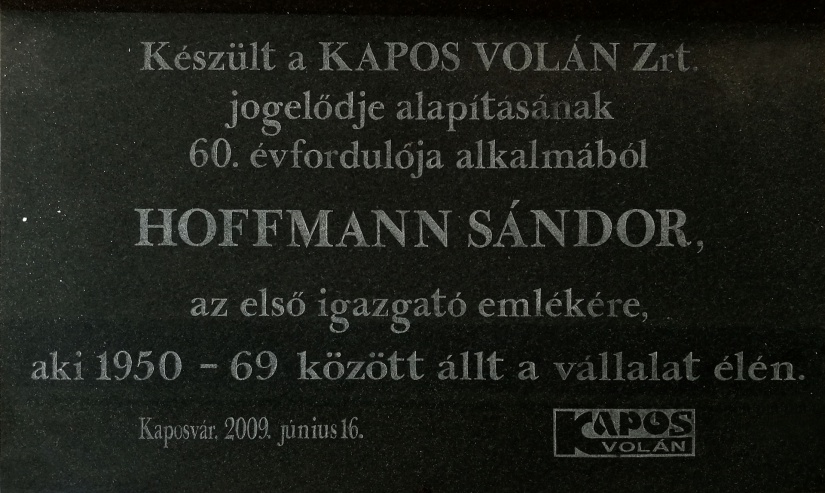 Készült a KAPOS VOLÁN Zrt.
jogelődje alapításának
60. évfordulója alkalmából
HOFFMANN SÁNDOR,
az első igazgató emlékére,
aki 1950 - 69 között állt a vállalat élén.
Kaposvár, 2009. június 16.
KAPOS
VOLÁN